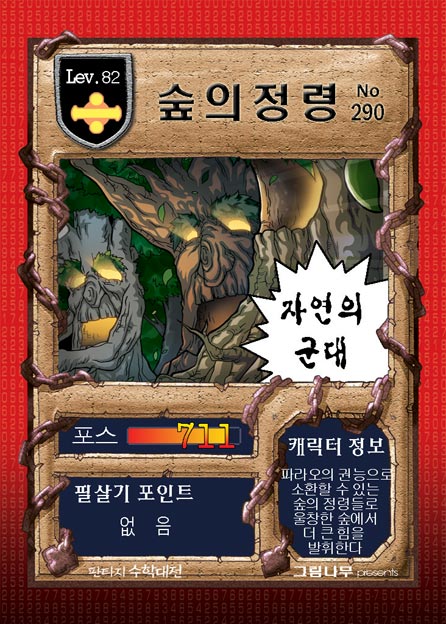 Lev. 82
숲의정령
No
290
자연의
군대
포스 711
필살기 포인트
없 음
캐릭터 정보
파라오의 권능으로
소환할 수 있는
숲의 정령들로
울창한 숲에서
더 큰 힘을
발휘한다
판타지 수학대전
그림나무 presents